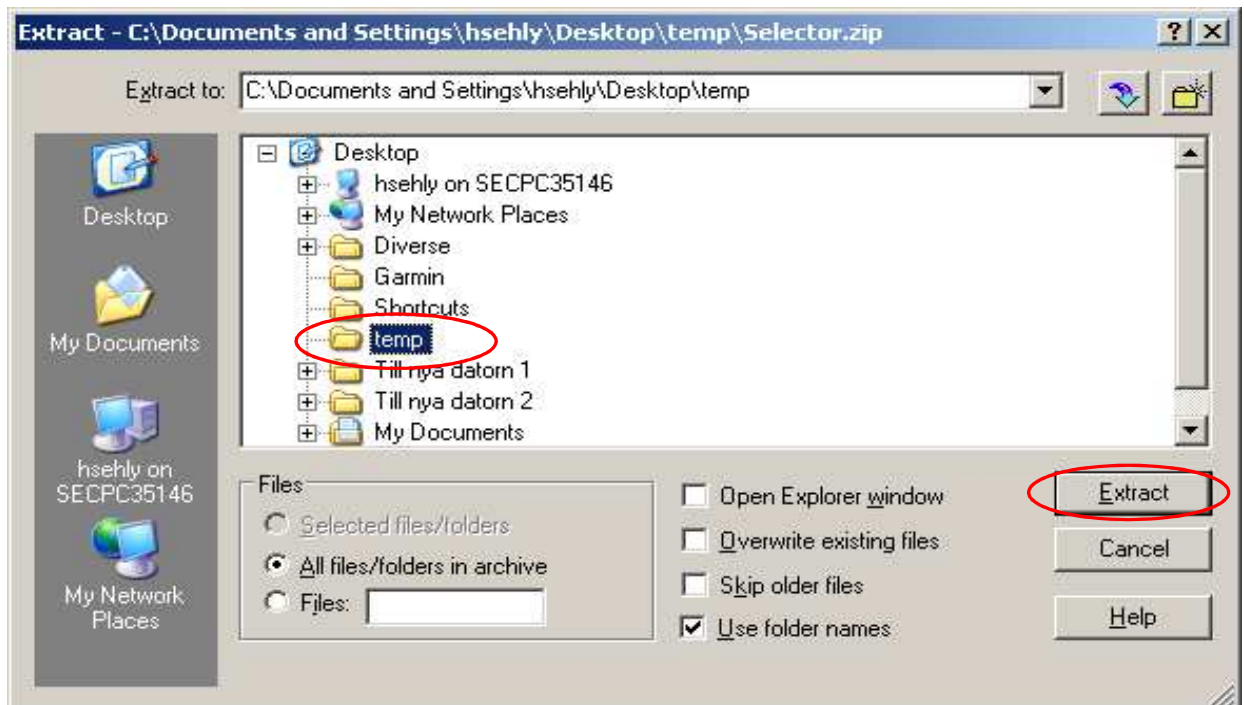 Extract - C:\Documents and Settings\hsehly\Desktop\temp\Selector.zip
Extract to: C:\Documents and Settings\hsehly\Desktop\temp
Desktop
My Documents
hsehly on
SECPC35146
My Network
Places
Desktop
hsehly on SECPC35146
My Network Places
Diverse
Garmin
Shortcuts
temp
Till nya datorn 1
Till nya datorn 2
My Documents
Files
Selected files/folders
All files/folders in archive
Files:
Open Explorer window
Overwrite existing files
Skip older files
Use folder names
Extract
Cancel
Help